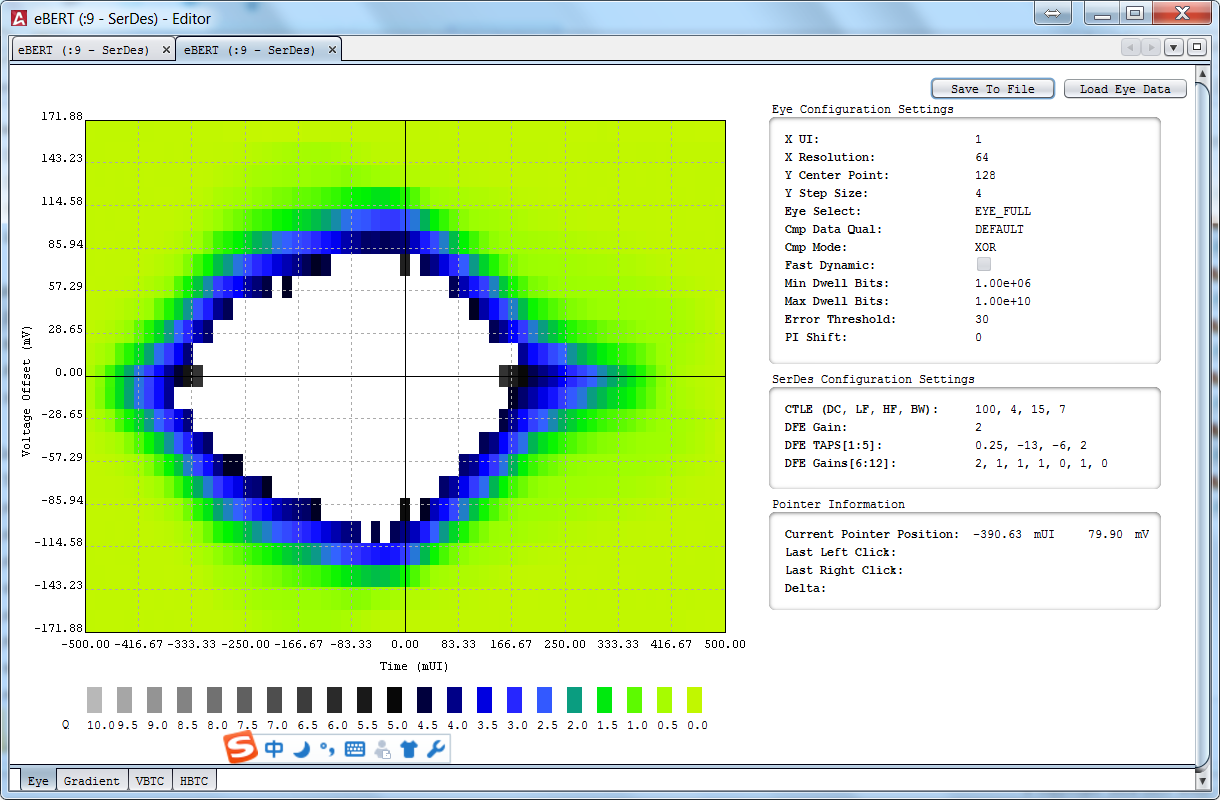 eBERT (:9 - SerDes) - Editor
eBERT (:9 - SerDes)
eBERT (:9 - SerDes)
Save To File
Load Eye Data
Eye Configuration Settings
X UI: 1
X Resolution: 64
Y Center Point: 128
Y Step Size: 4
Eye Select: EYE_FULL
Cmp Data Qual: DEFAULT
Cmp Mode: XOR
Fast Dynamic:
Min Dwell Bits: 1.00e+06
Max Dwell Bits: 1.00e+10
Error Threshold: 30
PI Shift: 0
SerDes Configuration Settings
CTLE (DC, LF, HF, BW): 100, 4, 15, 7
DFE Gain: 2
DFE TAPS[1:5]: 0.25, -13, -6, 2
DFE Gains[6:12]: 2, 1, 1, 1, 0, 1, 0
Pointer Information
Current Pointer Position: -390.63 mUI 79.90 mV
Last Left Click:
Last Right Click:
Delta:
171.88
143.23
114.58
85.94
57.29
28.65
0.00
-28.65
-57.29
-85.94
-114.58
-143.23
-171.88
Voltage Offset (mV)
-500.00 -416.67 -333.33 -250.00 -166.67 -83.33 0.00 83.33 166.67 250.00 333.33 416.67 500.00
Time (mUI)
Q 10.0 9.5 9.0 8.5 8.0 7.5 7.0 6.5 6.0 5.5 5.0 4.5 4.0 3.5 3.0 2.5 2.0 1.5 1.0 0.5 0.0
S 中
Eye Gradient VBTC HBTC